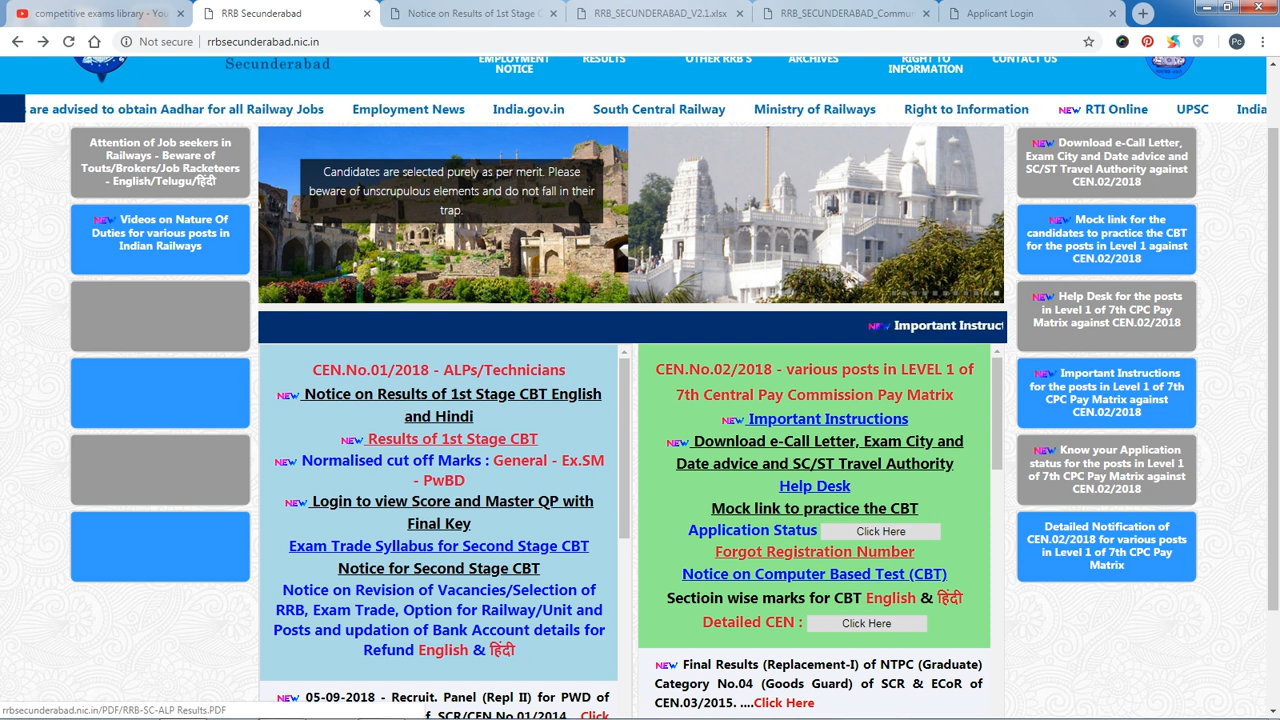 competitive exams library - You
RRB Secunderabad
Notice on Results of 1st Stage C
RRB_SECUNDERABAD_V2.1.xlsx
RRB_SECUNDERABAD_Commun
Applicant Login
Not secure
rrbsecunderabad.nic.in
Pc
Secunderabad
EMPLOYMENT
NOTICE
RESULTS
OTHER RRB'S
ARCHIVES
RIGHT TO
INFORMATION
CONTACT US
s are advised to obtain Aadhar for all Railway Jobs
Employment News
India.gov.in
South Central Railway
Ministry of Railways
Right to Information
NEW RTI Online
UPSC
India
Attention of Job seekers in
Railways - Beware of
Touts/Brokers/Job Racketeers
- English/Telugu/हिंदी
NEW Videos on Nature Of
Duties for various posts in
Indian Railways
Candidates are selected purely as per merit. Please
beware of unscrupulous elements and do not fall in their
trap.
NEW Important Instruct
CEN.No.01/2018 - ALPs/Technicians
NEW Notice on Results of 1st Stage CBT English
and Hindi
NEW Results of 1st Stage CBT
NEW Normalised cut off Marks : General - Ex.SM
- PwBD
NEW Login to view Score and Master QP with
Final Key
Exam Trade Syllabus for Second Stage CBT
Notice for Second Stage CBT
Notice on Revision of Vacancies/Selection of
RRB, Exam Trade, Option for Railway/Unit and
Posts and updation of Bank Account details for
Refund English & हिंदी
NEW 05-09-2018 - Recruit. Panel (Repl II) for PWD of
f SCR/CEN No.01/2014 Click
CEN.No.02/2018 - various posts in LEVEL 1 of
7th Central Pay Commission Pay Matrix
NEW Important Instructions
NEW Download e-Call Letter, Exam City and
Date advice and SC/ST Travel Authority
Help Desk
Mock link to practice the CBT
Application Status Click Here
Forgot Registration Number
Notice on Computer Based Test (CBT)
Sectioin wise marks for CBT English & हिंदी
Detailed CEN : Click Here
NEW Final Results (Replacement-I) of NTPC (Graduate)
Category No.04 (Goods Guard) of SCR & ECoR of
CEN.03/2015. ....Click Here
NEW Download e-Call Letter,
Exam City and Date advice and
SC/ST Travel Authority against
CEN.02/2018
NEW Mock link for the
candidates to practice the CBT
for the posts in Level 1 against
CEN.02/2018
NEW Help Desk for the posts
in Level 1 of 7th CPC Pay
Matrix against CEN.02/2018
NEW Important Instructions
for the posts in Level 1 of 7th
CPC Pay Matrix against
CEN.02/2018
NEW Know your Application
status for the posts in Level 1
of 7th CPC Pay Matrix against
CEN.02/2018
Detailed Notification of
CEN.02/2018 for various posts
in Level 1 of 7th CPC Pay
Matrix
rrbsecunderabad.nic.in/PDF/RRB-SC-ALP Results.PDF